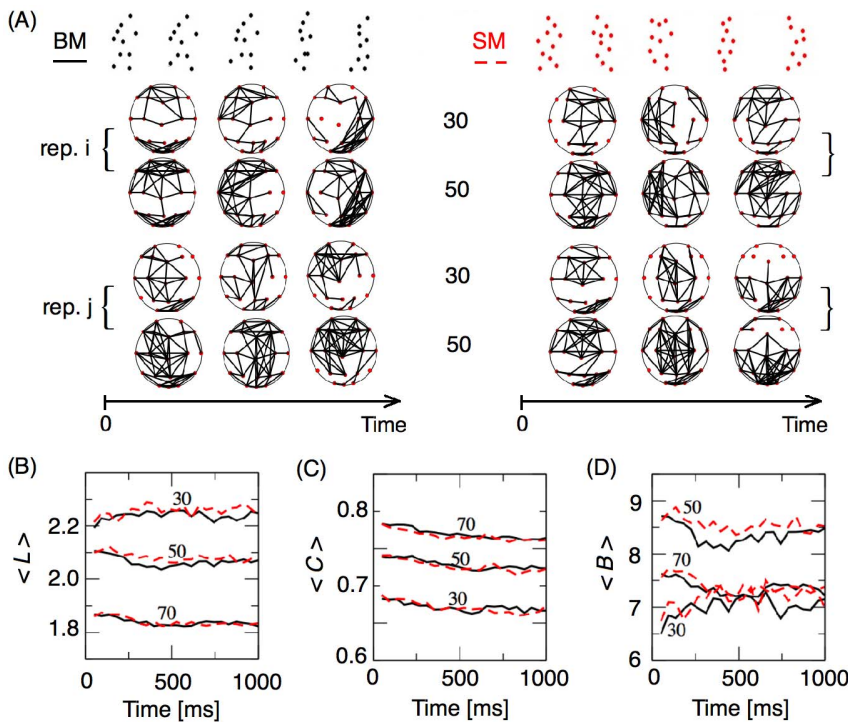 (A)
BM
SM
rep. i {
30
}
50
rep. j {
30
}
50
0
Time
0
Time
(B)
<L>
2.2
2.0
1.8
30
50
70
0
500
1000
Time [ms]
(C)
<C>
0.8
0.7
0.6
70
50
30
0
500
1000
Time [ms]
(D)
<B>
9
8
7
6
50
70
30
0
500
1000
Time [ms]